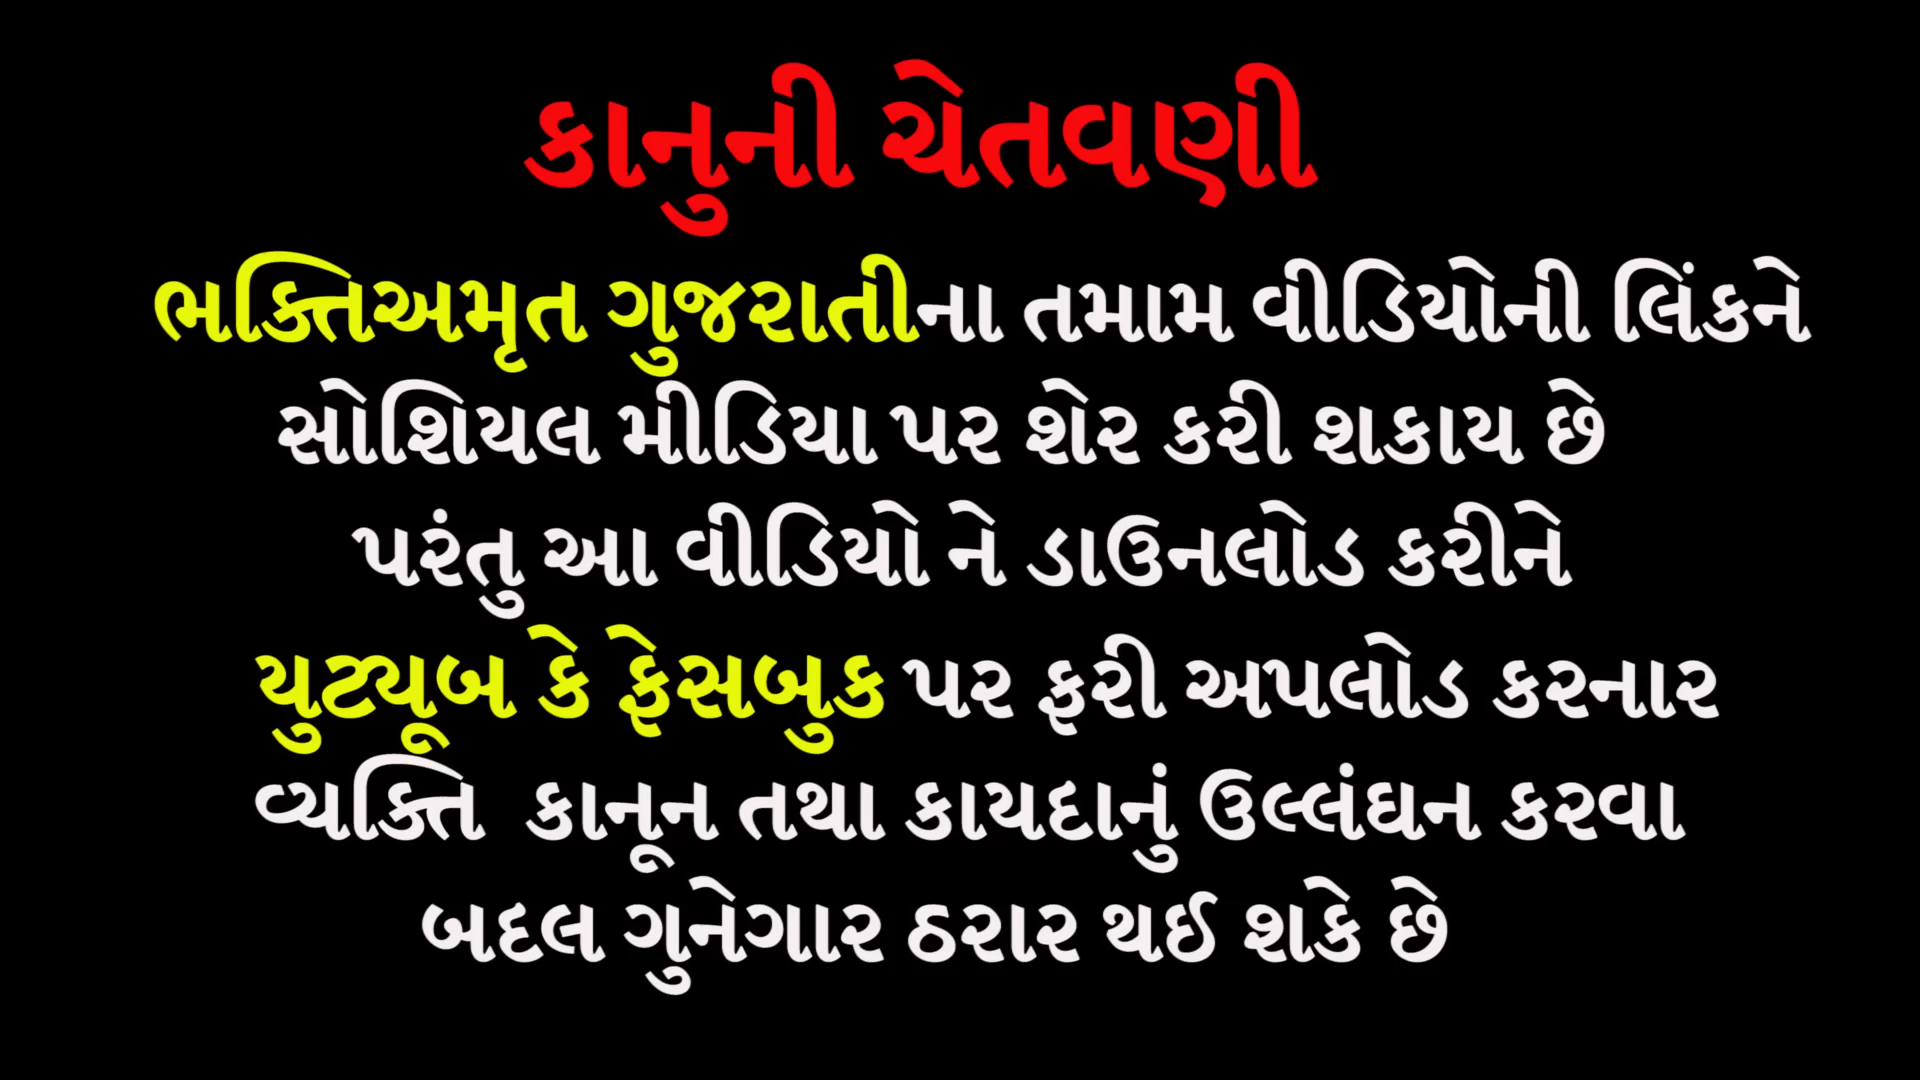 કાનુની ચેતવણી
ભક્તિઅમૃત ગુજરાતીના તમામ વીડિયોની લિંકને
સોશિયલ મીડિયા પર શેર કરી શકાય છે
પરંતુ આ વીડિયો ને ડાઉનલોડ કરીને
યુટ્યૂબ કે ફેસબુક પર ફરી અપલોડ કરનાર
વ્યક્તિ કાનૂન તથા કાયદાનું ઉલ્લંઘન કરવા
બદલ ગુનેગાર ઠરાર થઈ શકે છે